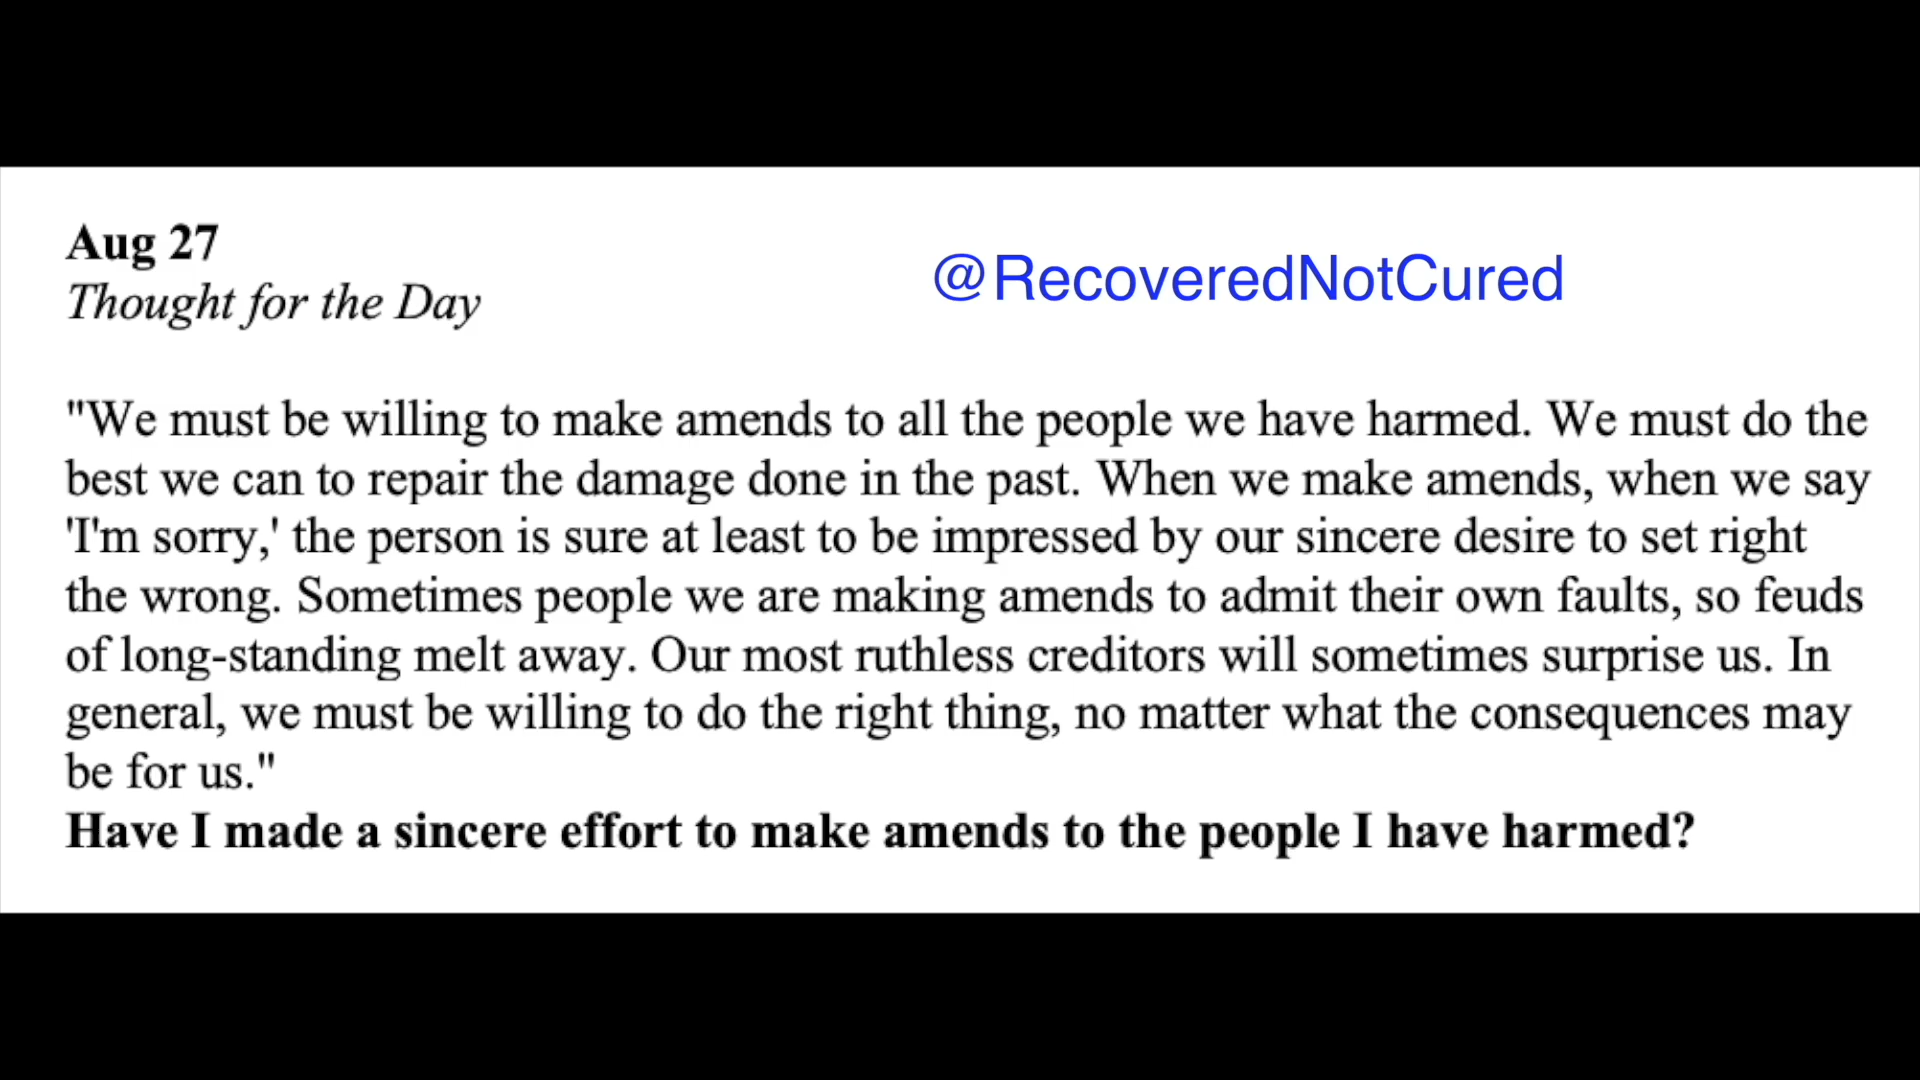 Aug 27
@RecoveredNotCured
Thought for the Day
"We must be willing to make amends to all the people we have harmed. We must do the
best we can to repair the damage done in the past. When we make amends, when we say
'I'm sorry,' the person is sure at least to be impressed by our sincere desire to set right
the wrong. Sometimes people we are making amends to admit their own faults, so feuds
of long-standing melt away. Our most ruthless creditors will sometimes surprise us. In
general, we must be willing to do the right thing, no matter what the consequences may
be for us."
Have I made a sincere effort to make amends to the people I have harmed?